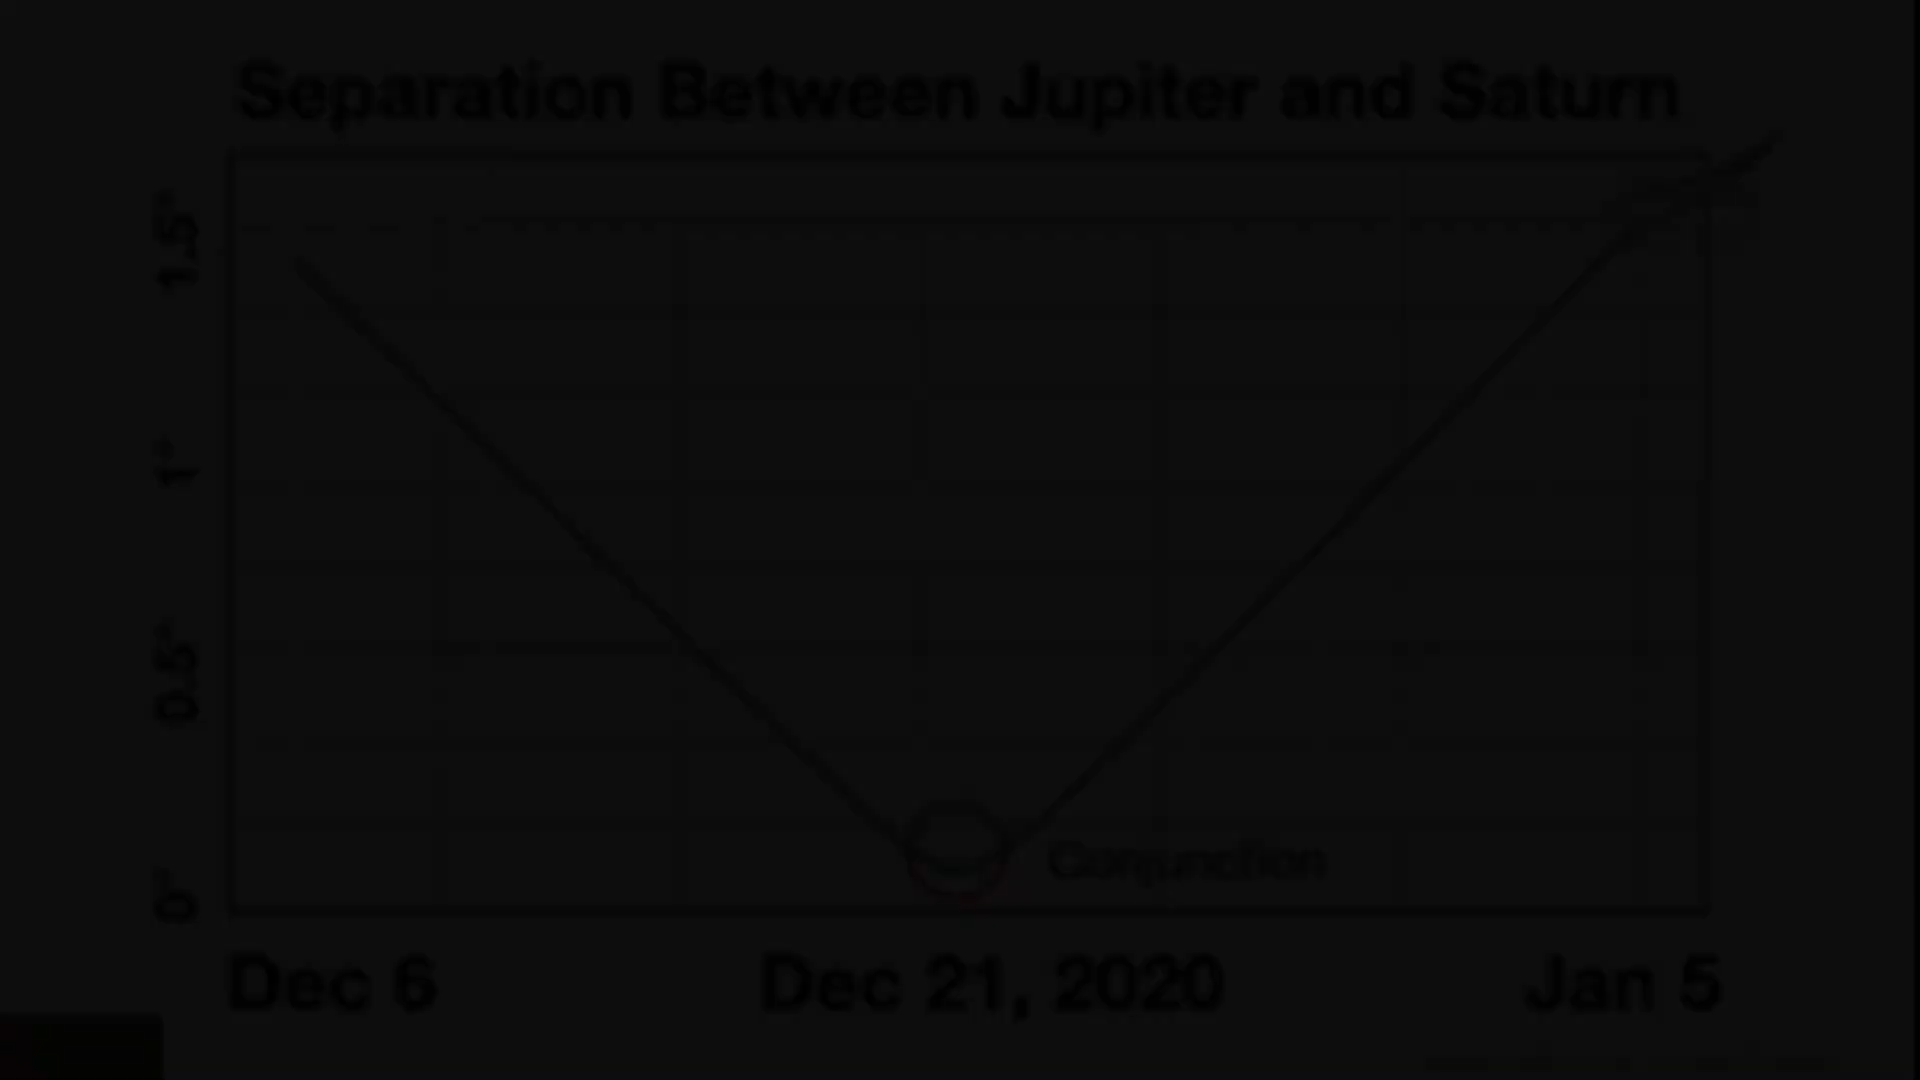 Separation Between Jupiter and Saturn
1.5°
1°
0.5°
0°
Conjunction
Dec 6
Dec 21, 2020
Jan 5